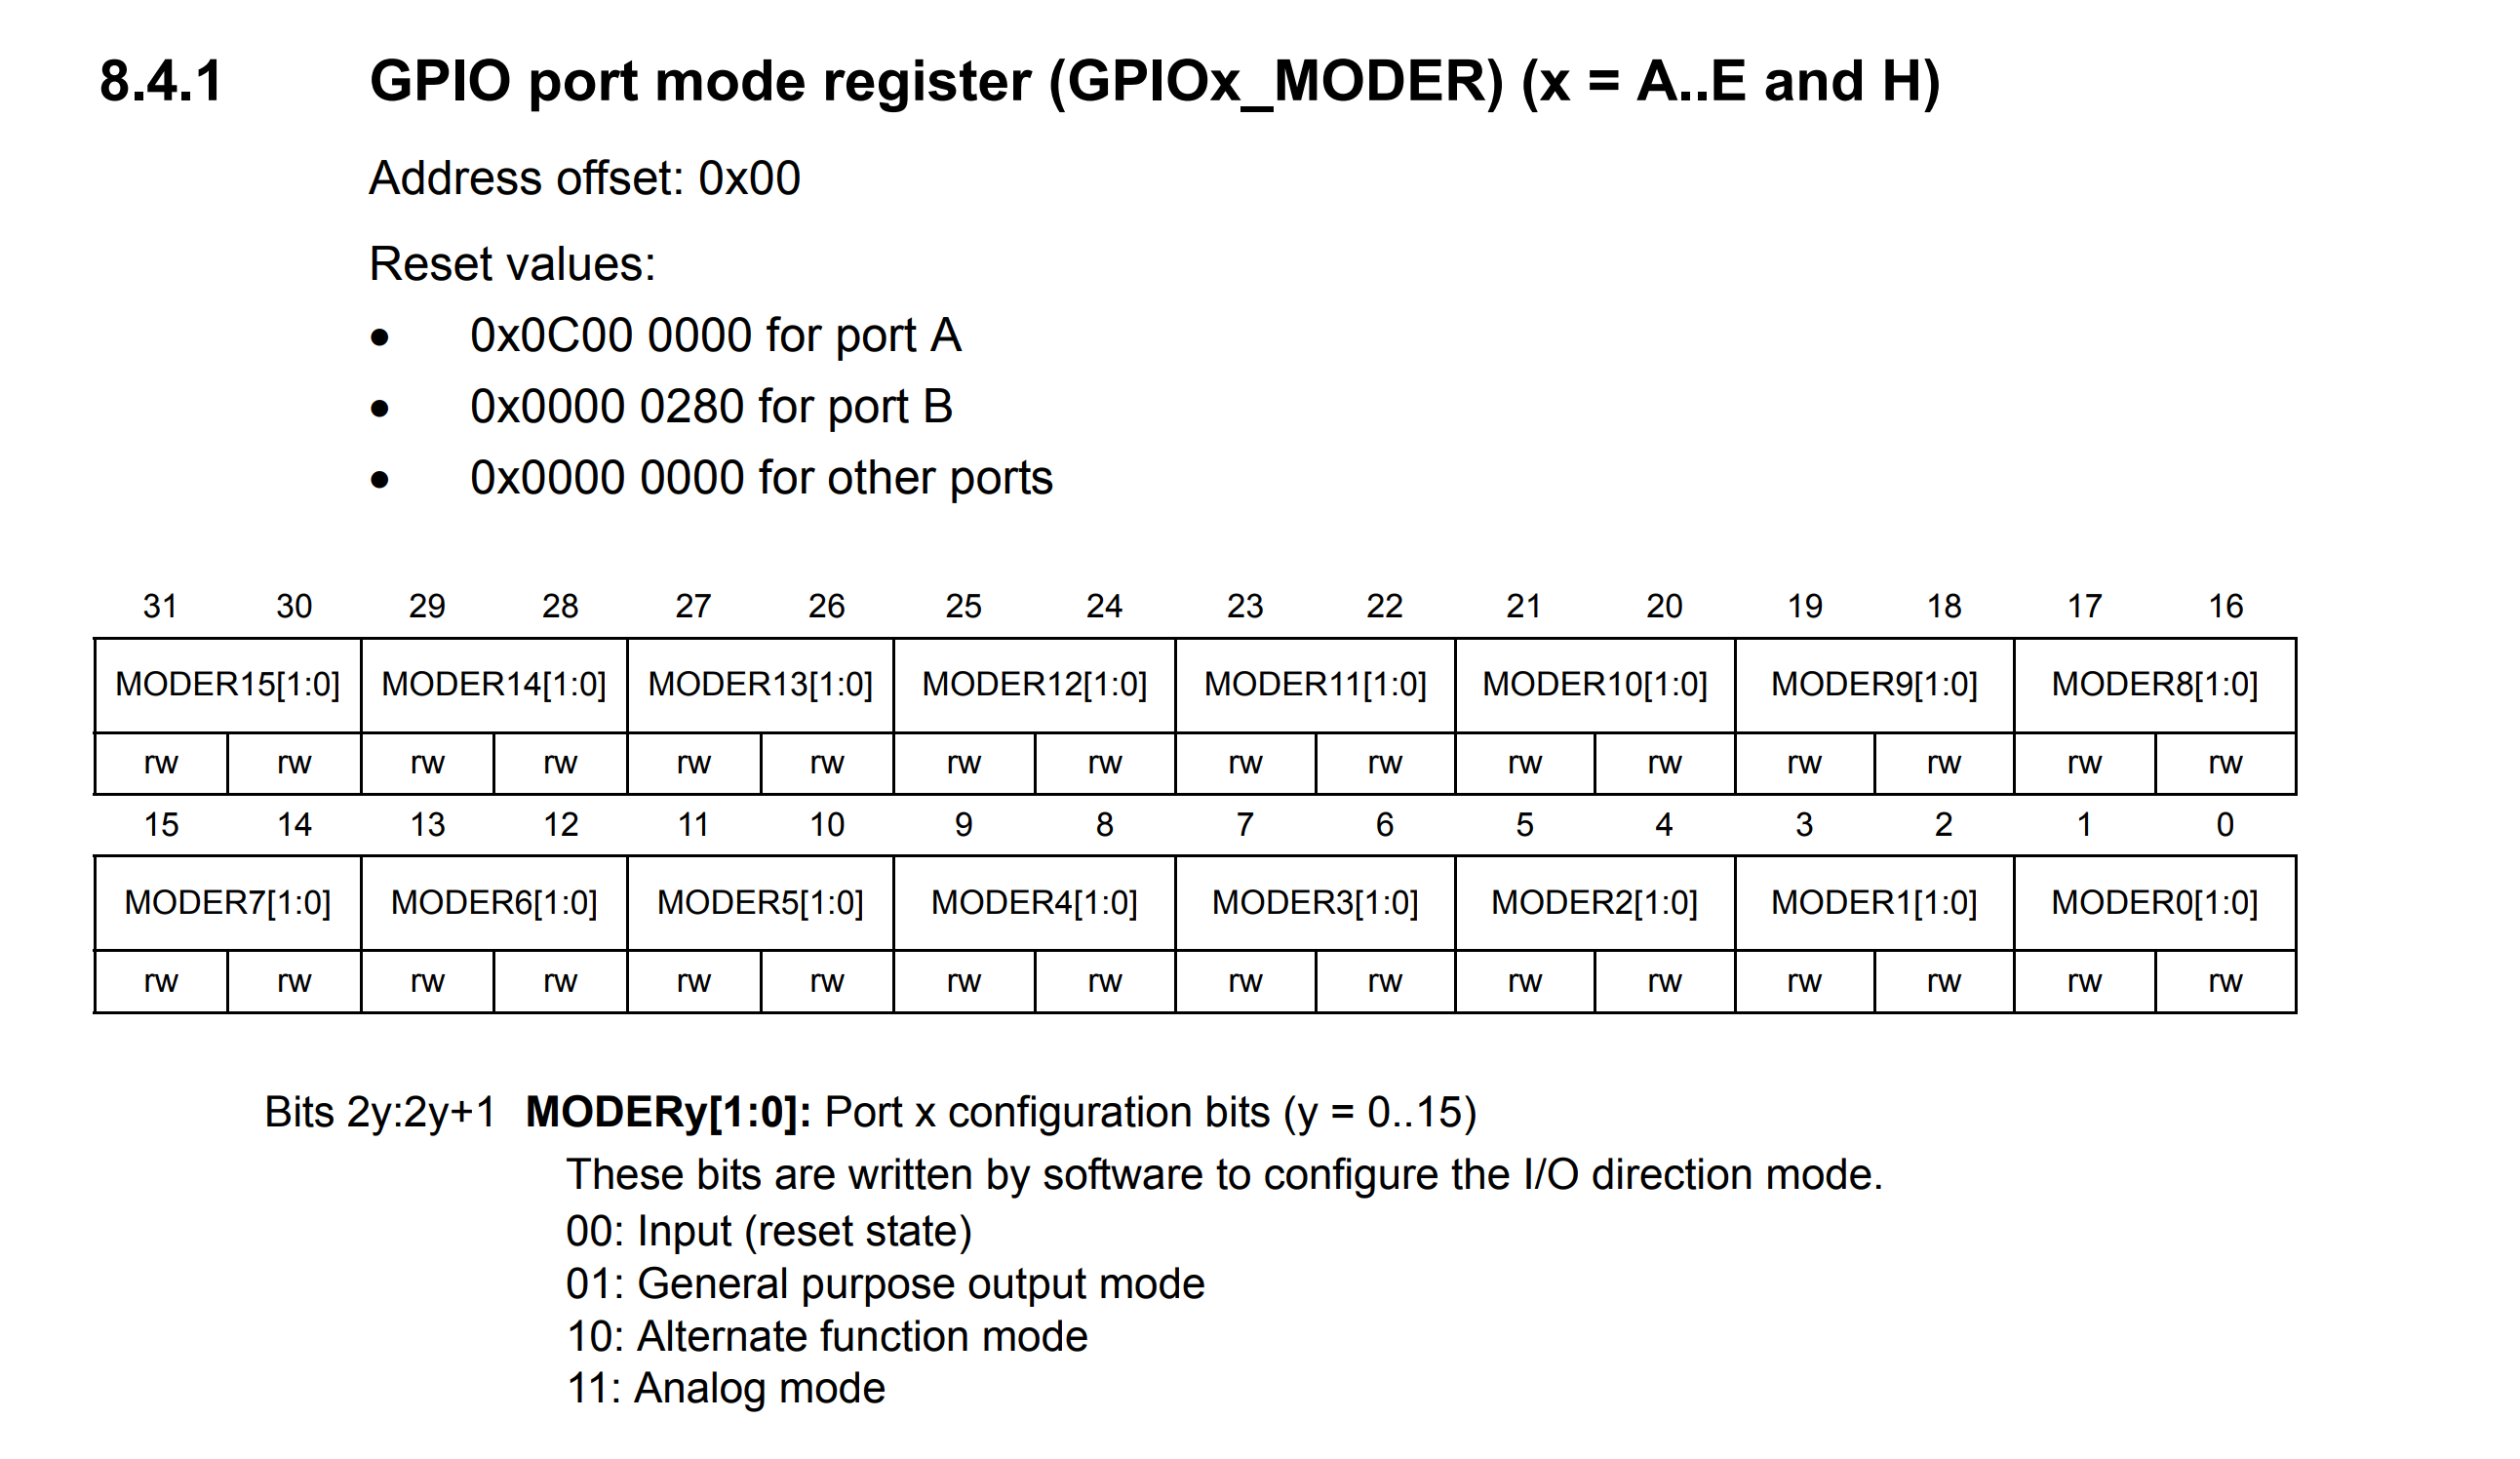 8.4.1 GPIO port mode register (GPIOx_MODER) (x = A..E and H)
Address offset: 0x00
Reset values:
• 0x0C00 0000 for port A
• 0x0000 0280 for port B
• 0x0000 0000 for other ports
31 30 29 28 27 26 25 24 23 22 21 20 19 18 17 16
MODER15[1:0] MODER14[1:0] MODER13[1:0] MODER12[1:0] MODER11[1:0] MODER10[1:0] MODER9[1:0] MODER8[1:0]
rw rw rw rw rw rw rw rw rw rw rw rw rw rw rw rw
15 14 13 12 11 10 9 8 7 6 5 4 3 2 1 0
MODER7[1:0] MODER6[1:0] MODER5[1:0] MODER4[1:0] MODER3[1:0] MODER2[1:0] MODER1[1:0] MODER0[1:0]
rw rw rw rw rw rw rw rw rw rw rw rw rw rw rw rw
Bits 2y:2y+1 MODERy[1:0]: Port x configuration bits (y = 0..15)
These bits are written by software to configure the I/O direction mode.
00: Input (reset state)
01: General purpose output mode
10: Alternate function mode
11: Analog mode